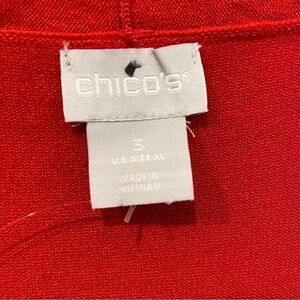 chico's®
3
U.S. SIZE XL
MADE IN
VIETNAM